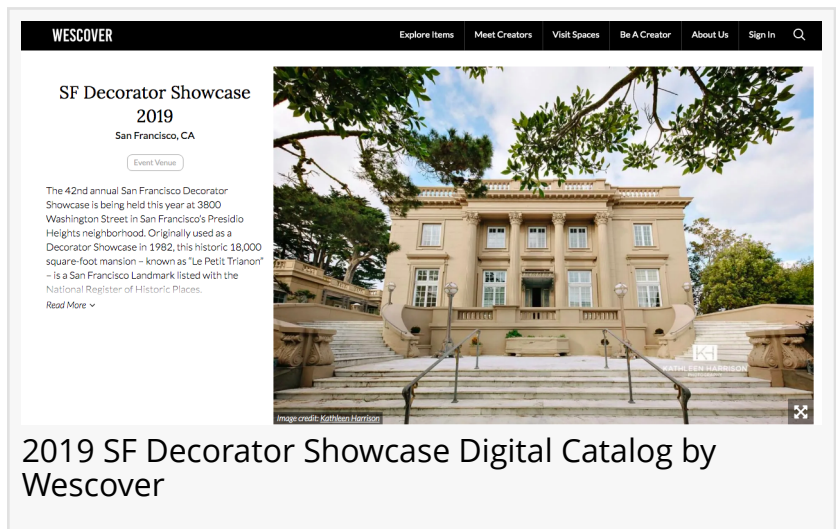 WESCOVER
Explore Items
Meet Creators
Visit Spaces
Be A Creator
About Us
Sign In
SF Decorator Showcase
2019
San Francisco, CA
Event Venue
The 42nd annual San Francisco Decorator
Showcase is being held this year at 3800
Washington Street in San Francisco's Presidio
Heights neighborhood. Originally used as a
Decorator Showcase in 1982, this historic 18,000
square-foot mansion – known as "Le Petit Trianon"
– is a San Francisco Landmark listed with the
National Register of Historic Places.
Read More
KH
KATHLEEN HARRISON
PHOTOGRAPHY
Image credit: Kathleen Harrison
2019 SF Decorator Showcase Digital Catalog by
Wescover